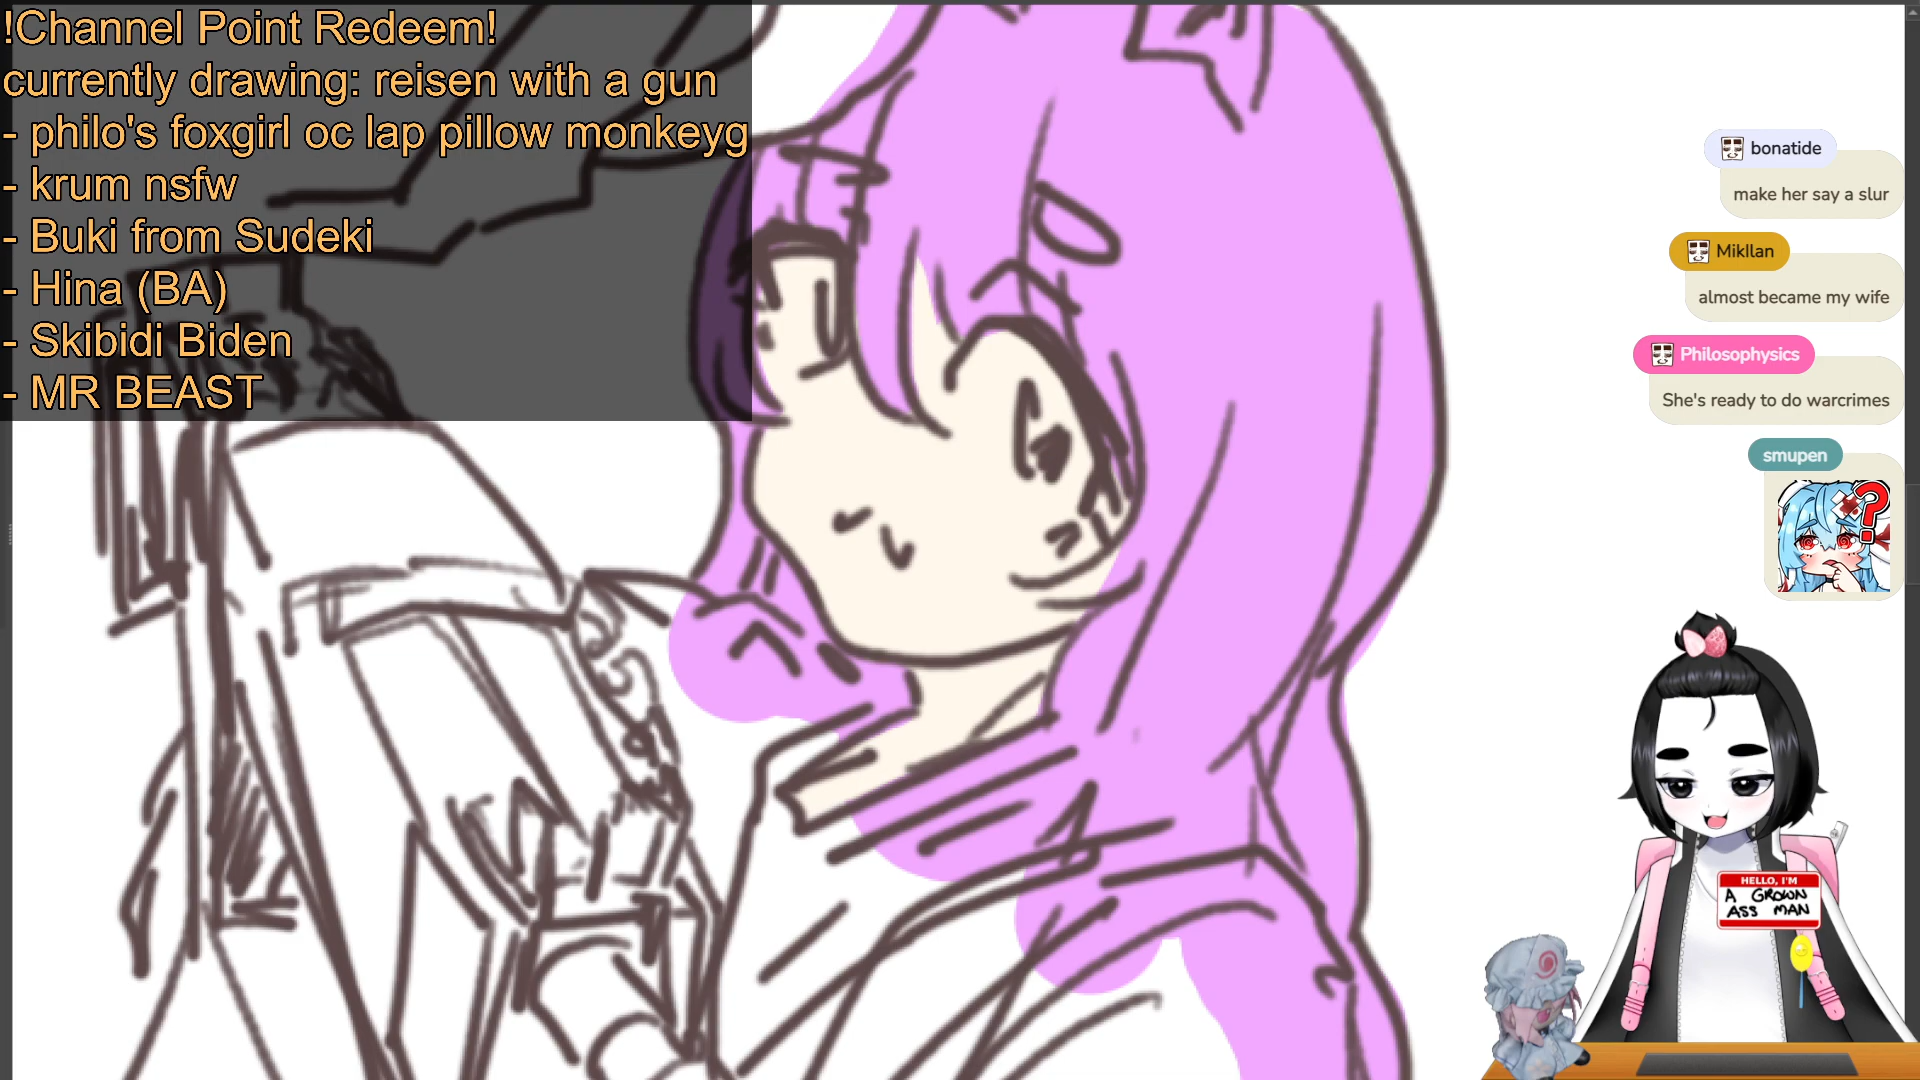 !Channel Point Redeem!
currently drawing: reisen with a gun
- philo's foxgirl oc lap pillow monkeyg
- krum nsfw
- Buki from Sudeki
- Hina (BA)
- Skibidi Biden
- MR BEAST
bonatide
make her say a slur
Mikllan
almost became my wife
Philosophysics
She's ready to do warcrimes
smupen
?
HELLO, I'M
A GROWN
ASS MAN